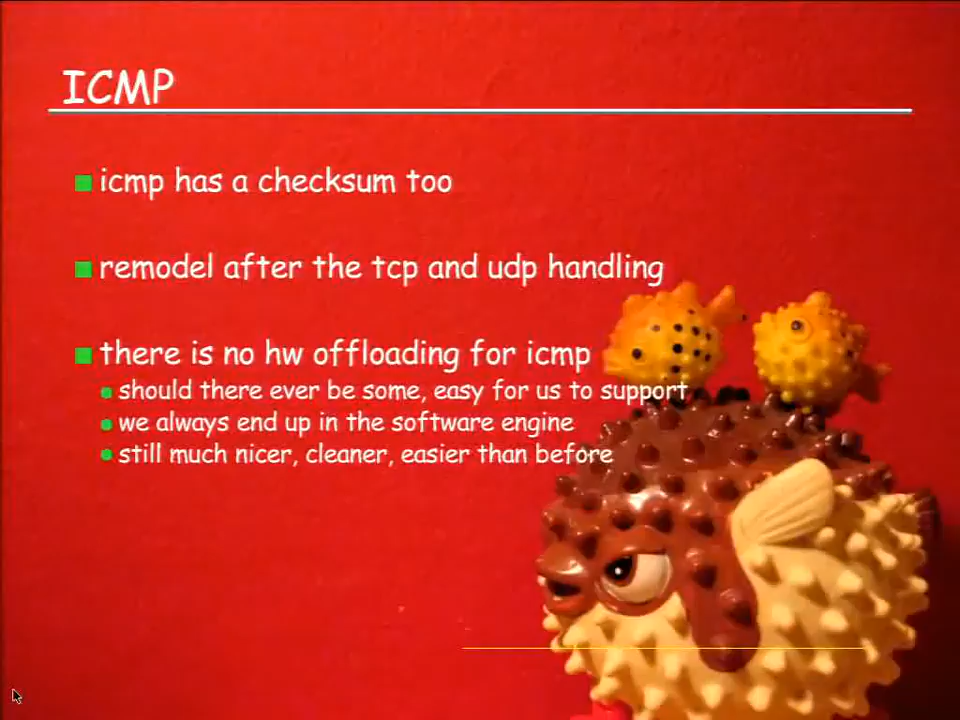 ICMP
icmp has a checksum too
remodel after the tcp and udp handling
there is no hw offloading for icmp
should there ever be some, easy for us to support
we always end up in the software engine
still much nicer, cleaner, easier than before